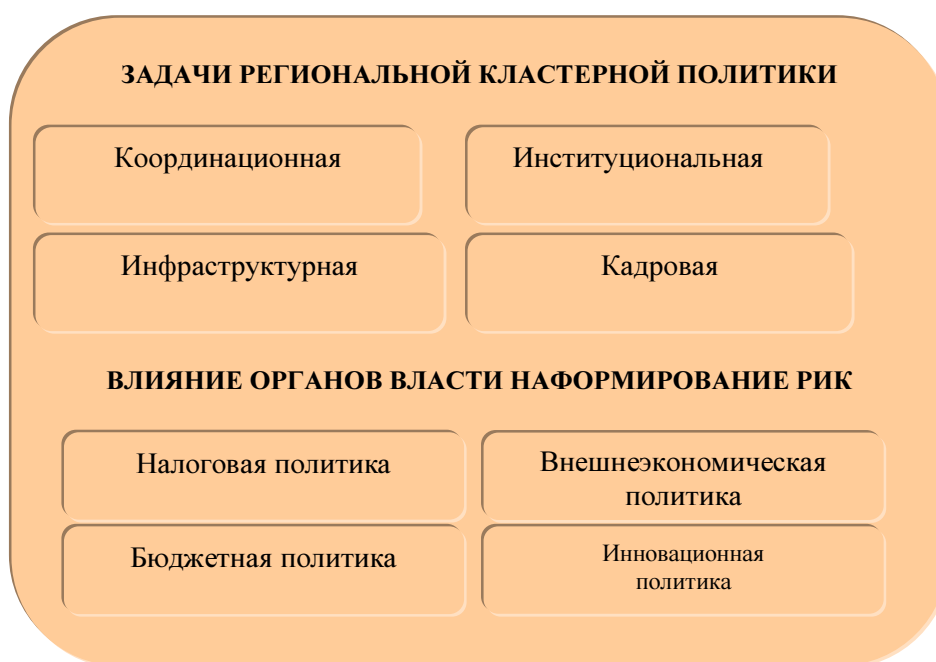 ЗАДАЧИ РЕГИОНАЛЬНОЙ КЛАСТЕРНОЙ ПОЛИТИКИ
Координационная
Институциональная
Инфраструктурная
Кадровая
ВЛИЯНИЕ ОРГАНОВ ВЛАСТИ НАФОРМИРОВАНИЕ РИК
Налоговая политика
Внешнеэкономическая
политика
Бюджетная политика
Инновационная
политика